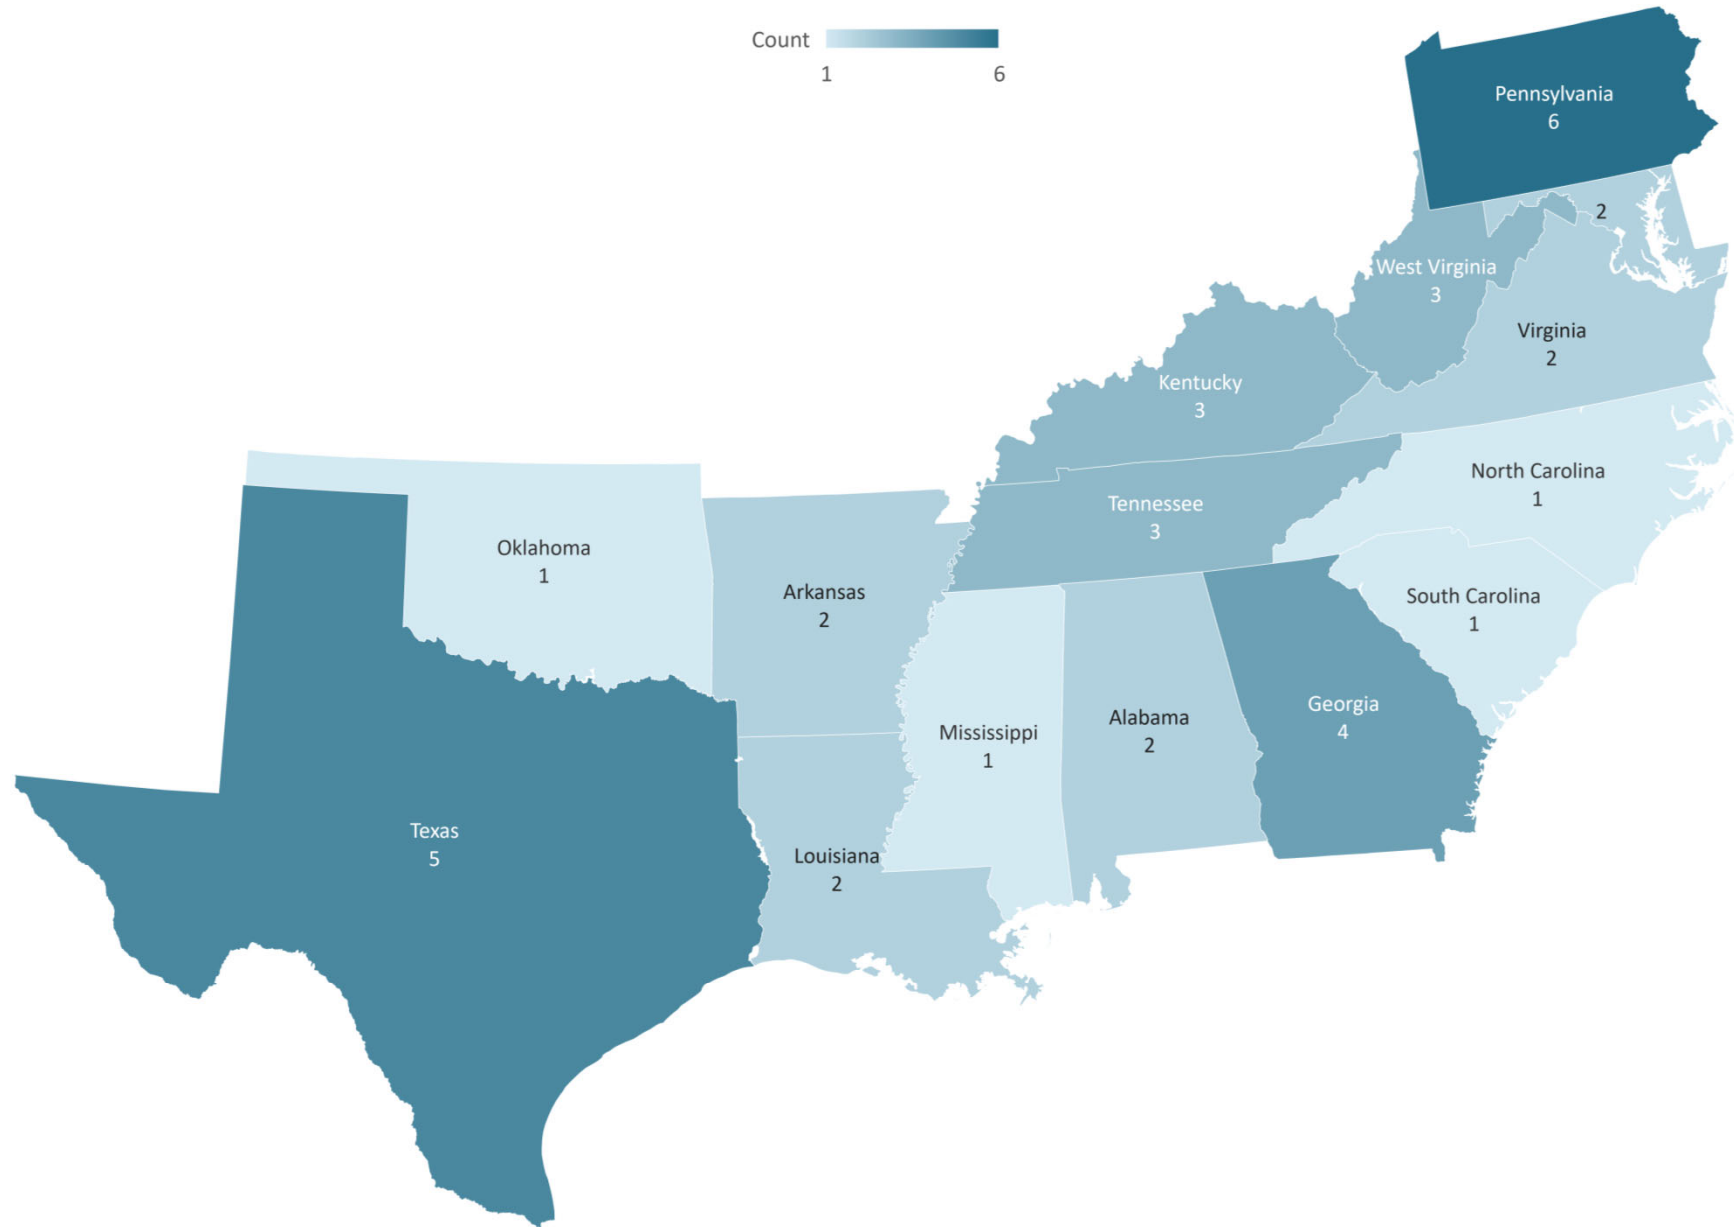 Count
1 6
Pennsylvania
6
2
West Virginia
3
Virginia
2
Kentucky
3
North Carolina
1
Tennessee
3
Oklahoma
1
Arkansas
2
South Carolina
1
1
Georgia
4
Alabama
2
Mississippi
1
Texas
5
Louisiana
2